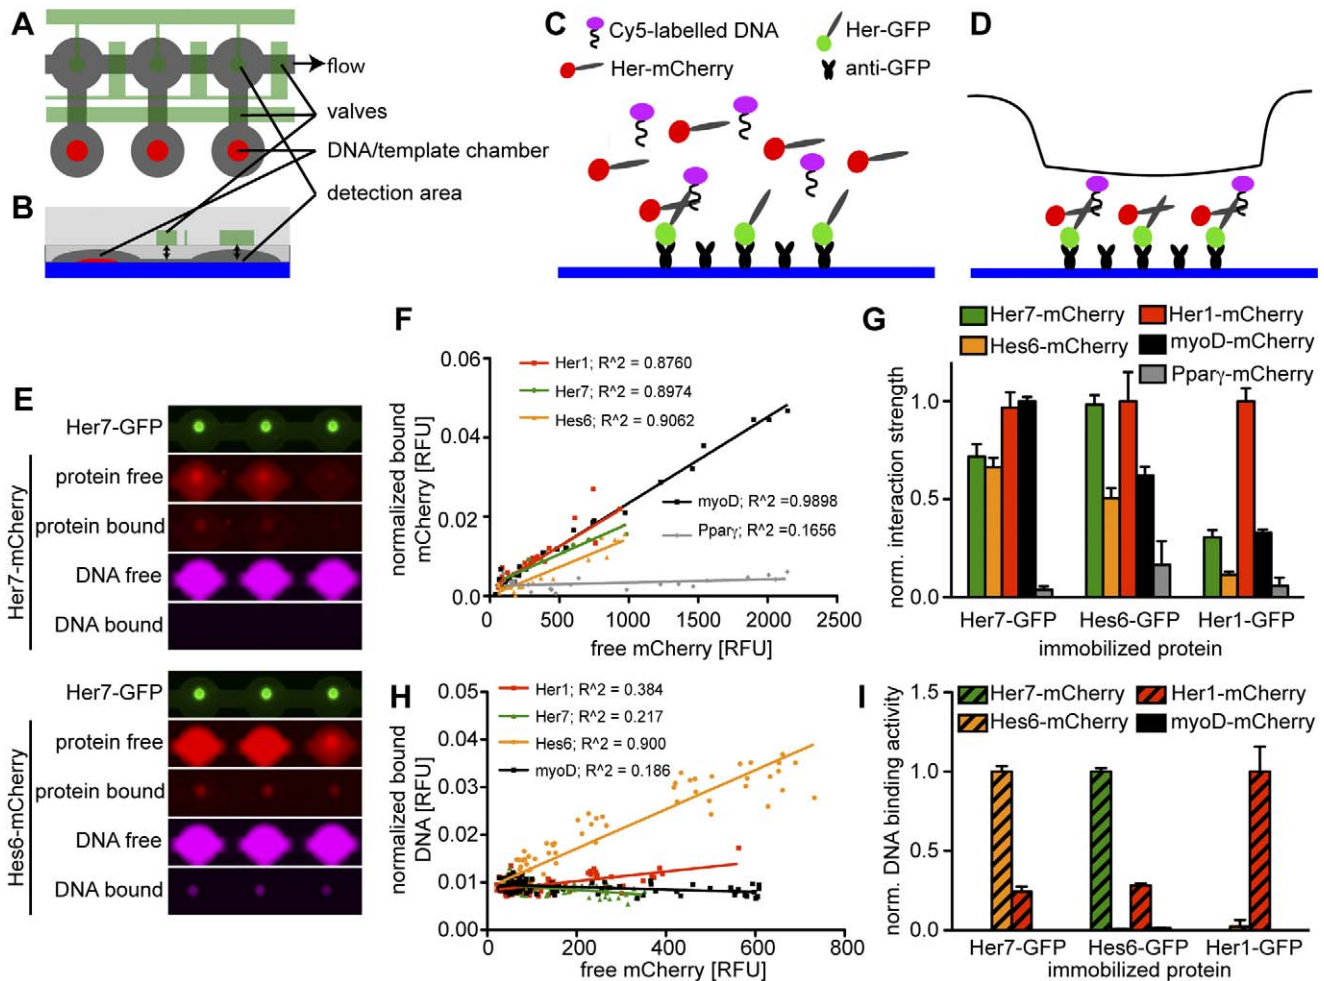 A
flow
valves
DNA/template chamber
detection area
B
C
Cy5-labelled DNA
Her-GFP
Her-mCherry
anti-GFP
D
E
Her7-GFP
Her7-mCherry
protein free
protein bound
DNA free
DNA bound
Her7-GFP
Hes6-mCherry
protein free
protein bound
DNA free
DNA bound
F
normalized bound
mCherry [RFU]
0.06
0.04
0.02
0.0
Her1; R^2 = 0.8760
Her7; R^2 = 0.8974
Hes6; R^2 = 0.9062
myoD; R^2 =0.9898
Pparγ; R^2 =0.1656
0 500 1000 1500 2000 2500
free mCherry [RFU]
G
Her7-mCherry
Her1-mCherry
Hes6-mCherry
myoD-mCherry
Pparγ-mCherry
norm. interaction strength
1.0
0.5
0.0
Her7-GFP Hes6-GFP Her1-GFP
immobilized protein
H
normalized bound
DNA [RFU]
0.05
0.04
0.03
0.02
0.01
0.00
Her1; R^2 = 0.384
Her7; R^2 = 0.217
Hes6; R^2 = 0.900
myoD; R^2 = 0.186
0 200 400 600 800
free mCherry [RFU]
I
Her7-mCherry
Her1-mCherry
Hes6-mCherry
myoD-mCherry
norm. DNA binding activity
1.5
1.0
0.5
0.0
Her7-GFP Hes6-GFP Her1-GFP
immobilized protein